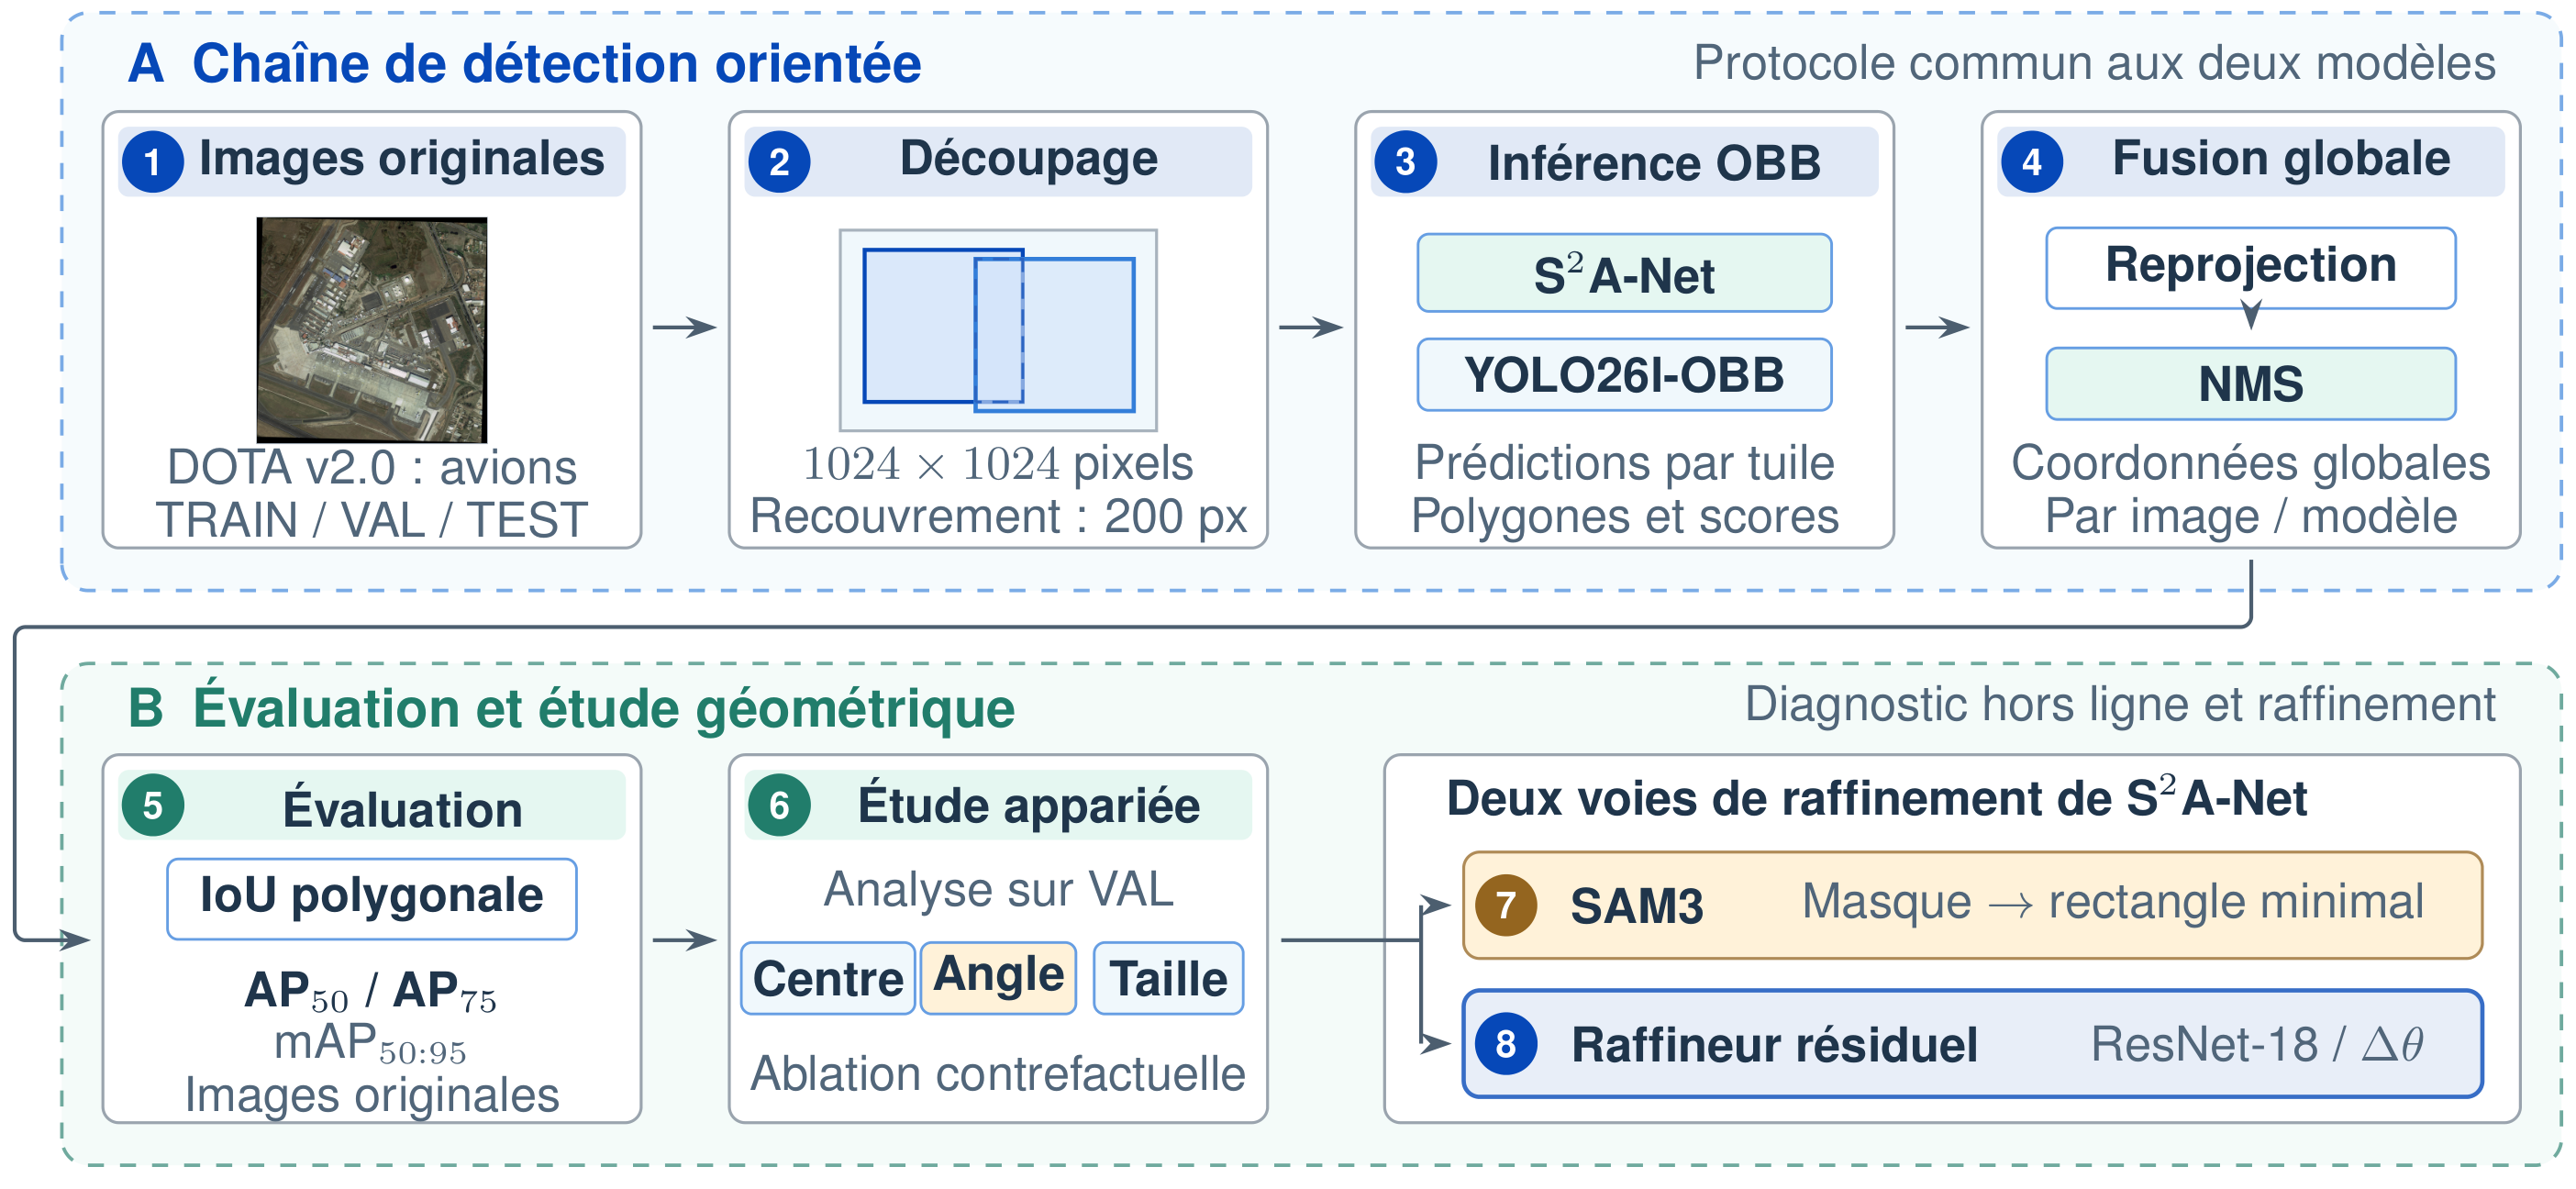 A Chaîne de détection orientée
Protocole commun aux deux modèles
1 Images originales
DOTA v2.0 : avions
TRAIN / VAL / TEST
2 Découpage
1024 × 1024 pixels
Recouvrement : 200 px
3 Inférence OBB
S²A-Net
YOLO26l-OBB
Prédictions par tuile
Polygones et scores
4 Fusion globale
Reprojection
NMS
Coordonnées globales
Par image / modèle
B Évaluation et étude géométrique
Diagnostic hors ligne et raffinement
5 Évaluation
IoU polygonale
AP₅₀ / AP₇₅
mAP₅₀:₉₅
Images originales
6 Étude appariée
Analyse sur VAL
Centre Angle Taille
Ablation contrefactuelle
Deux voies de raffinement de S²A-Net
7 SAM3 Masque → rectangle minimal
8 Raffineur résiduel ResNet-18 / Δθ